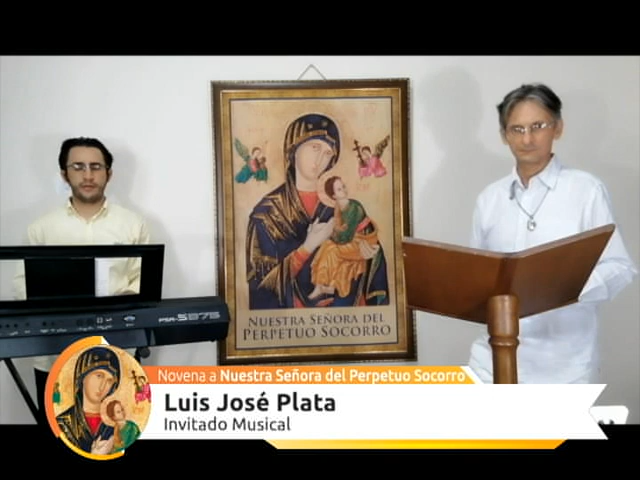 NUESTRA SEÑORA DEL
PERPETUO SOCORRO
PSR-S975
Novena a Nuestra Señora del Perpetuo Socorro
Luis José Plata
Invitado Musical